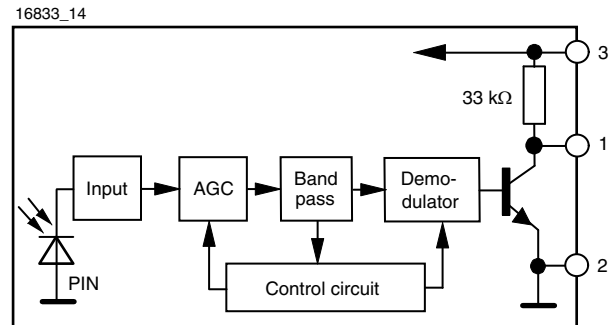 16833_14
3
33 kΩ
1
Input
AGC
Band
pass
Demo-
dulator
2
PIN
Control circuit